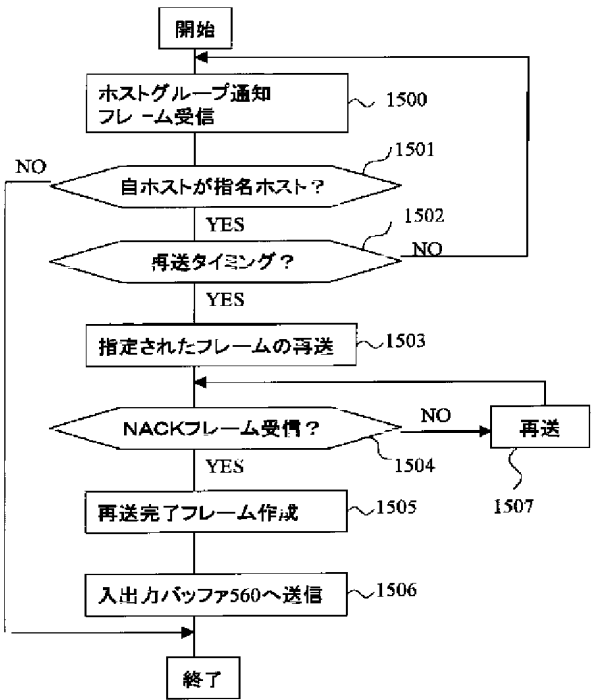 開始
ホストグループ通知
フレーム受信
1500
1501
NO
自ホストが指名ホスト？
1502
YES
再送タイミング？
NO
YES
指定されたフレームの再送
1503
NACKフレーム受信？
NO
再送
1504
YES
1507
再送完了フレーム作成
1505
入出力バッファ560へ送信
1506
終了